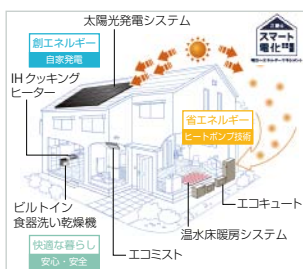 太陽光発電システム
創エネルギー
自家発電
スマート
電化
IHクッキング
ヒーター
省エネルギー
ヒートポンプ技術
ビルトイン
食器洗い乾燥機
エコキュート
温水床暖房システム
エコミスト
快適な暮らし
安心・安全